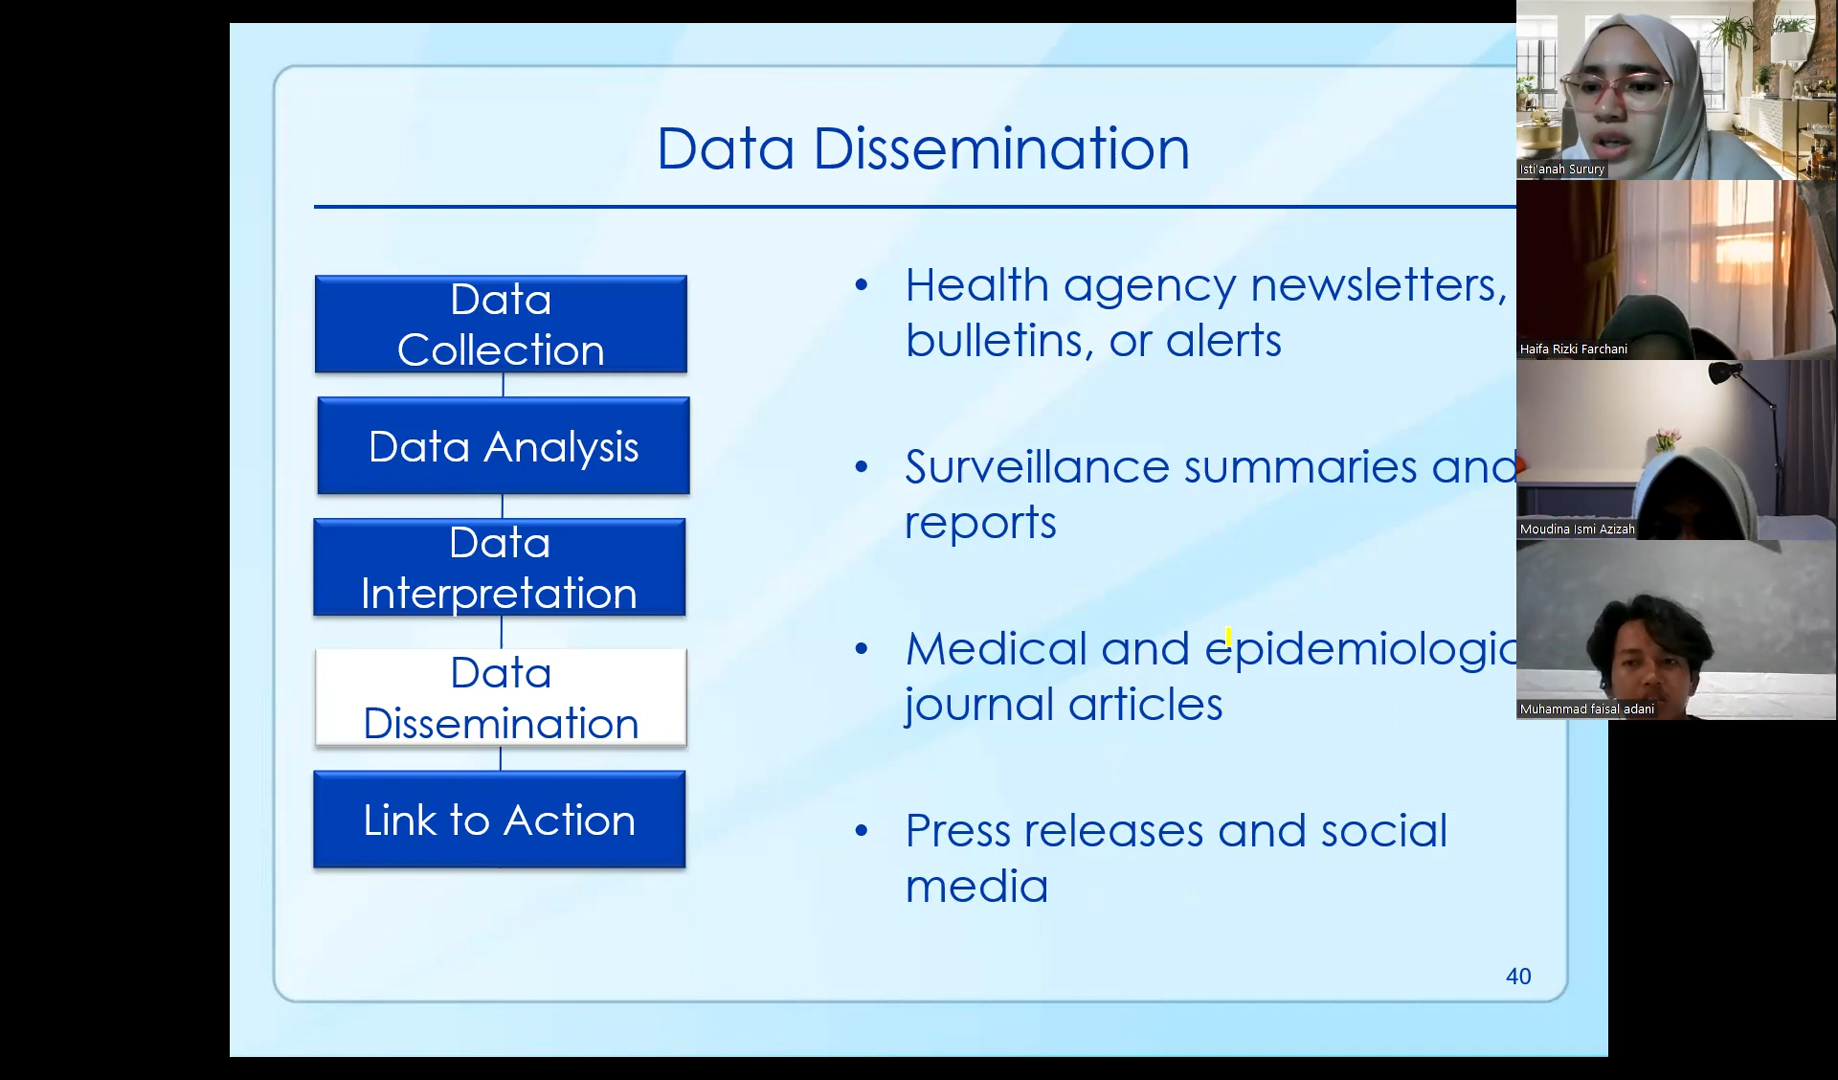 Data Dissemination
Data
Collection
Data Analysis
Data
Interpretation
Data
Dissemination
Link to Action
• Health agency newsletters,
bulletins, or alerts
• Surveillance summaries and
reports
• Medical and epidemiologic
journal articles
• Press releases and social
media
40
Isti'anah Surury
Haifa Rizki Farchani
Moudina Ismi Azizah
Muhammad faisal adani